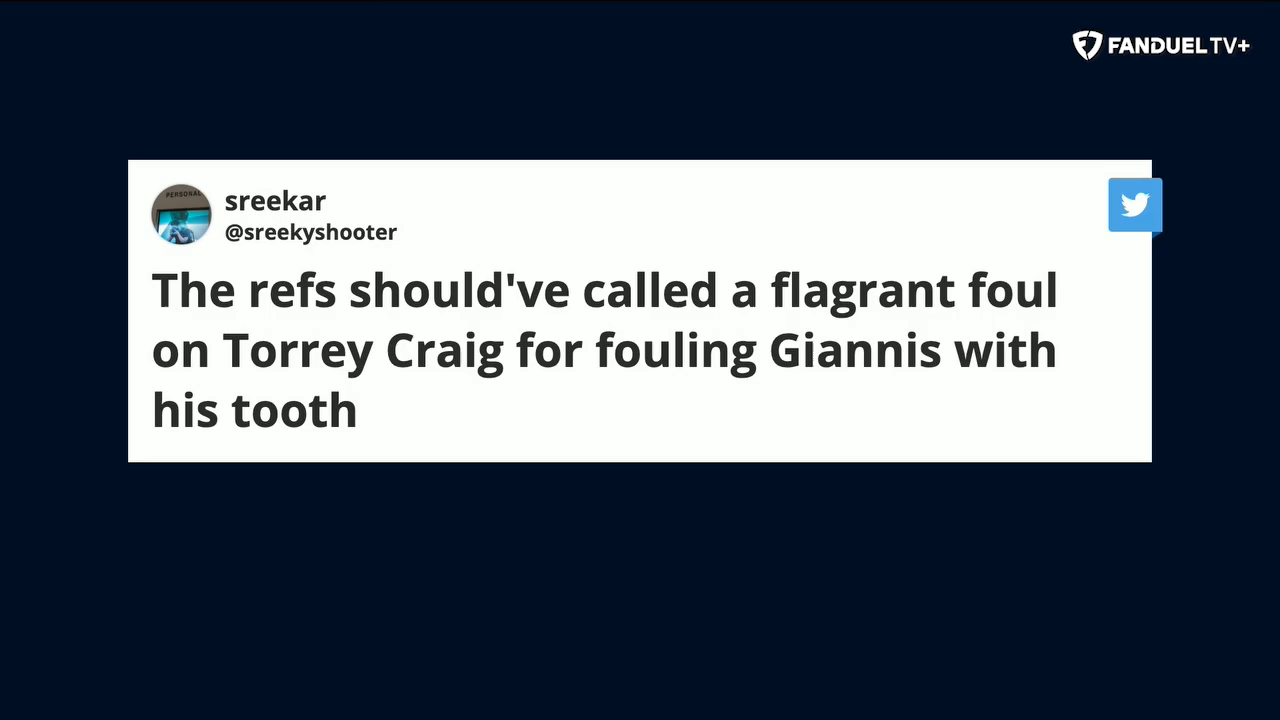 FANDUEL TV+
PERSONAL
sreekar
@sreekyshooter
The refs should've called a flagrant foul
on Torrey Craig for fouling Giannis with
his tooth